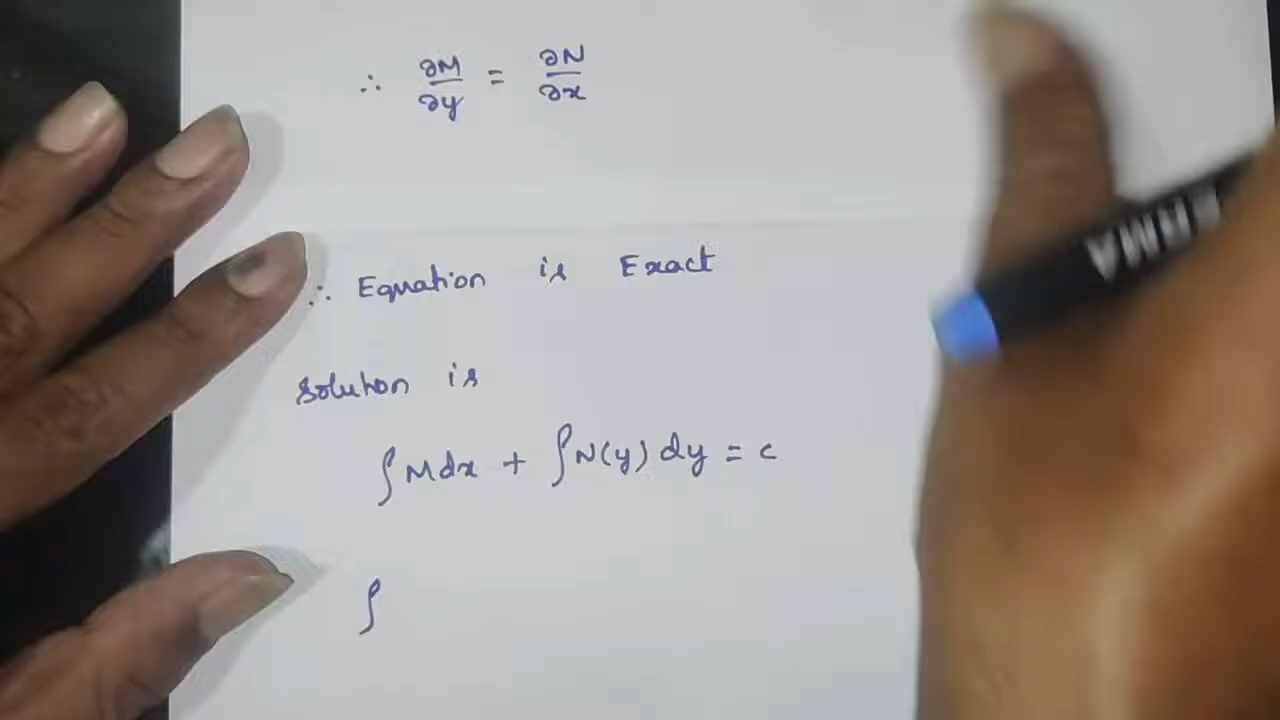 ∴ ∂M/∂y = ∂N/∂x
∴ Equation is Exact
Solution is
∫ M dx + ∫ N(y) dy = c
∫